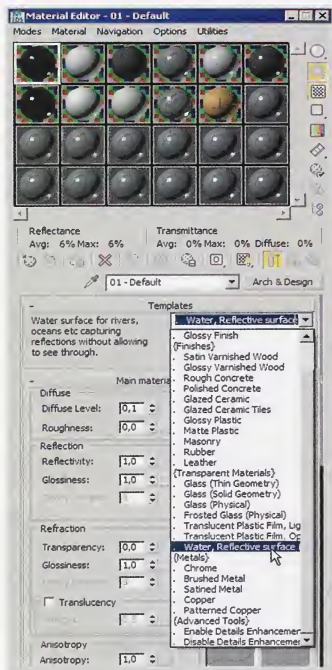 Material Editor - 01 - Default
Modes Material Navigation Options Utilities
Reflectance
Avg: 6% Max: 6%
Transmittance
Avg: 0% Max: 0% Diffuse: 0%
01 - Default
Arch & Design
Templates
Water surface for rivers,
oceans etc capturing
reflections without allowing
to see through.
. Water, Reflective surface
. Glossy Finish
{Finishes}
. Satin Varnished Wood
. Glossy Varnished Wood
. Rough Concrete
. Polished Concrete
. Glazed Ceramic
. Glazed Ceramic Tiles
. Glossy Plastic
. Matte Plastic
. Masonry
. Rubber
. Leather
{Transparent Materials}
. Glass (Thin Geometry)
. Glass (Solid Geometry)
. Glass (Physical)
. Frosted Glass (Physical)
. Translucent Plastic Film, Lig
. Translucent Plastic Film, Op
. Water, Reflective surface
{Metals}
. Chrome
. Brushed Metal
. Satined Metal
. Copper
. Patterned Copper
{Advanced Tools}
. Enable Details Enhancemer
. Disable Details Enhancemer
Main materia
Diffuse
Diffuse Level: 0,1
Roughness: 0,0
Reflection
Reflectivity: 1,0
Glossiness: 1,0
Refraction
Transparency: 0,0
Glossiness: 1,0
Translucency
Anisotropy
Anisotropy: 1,0